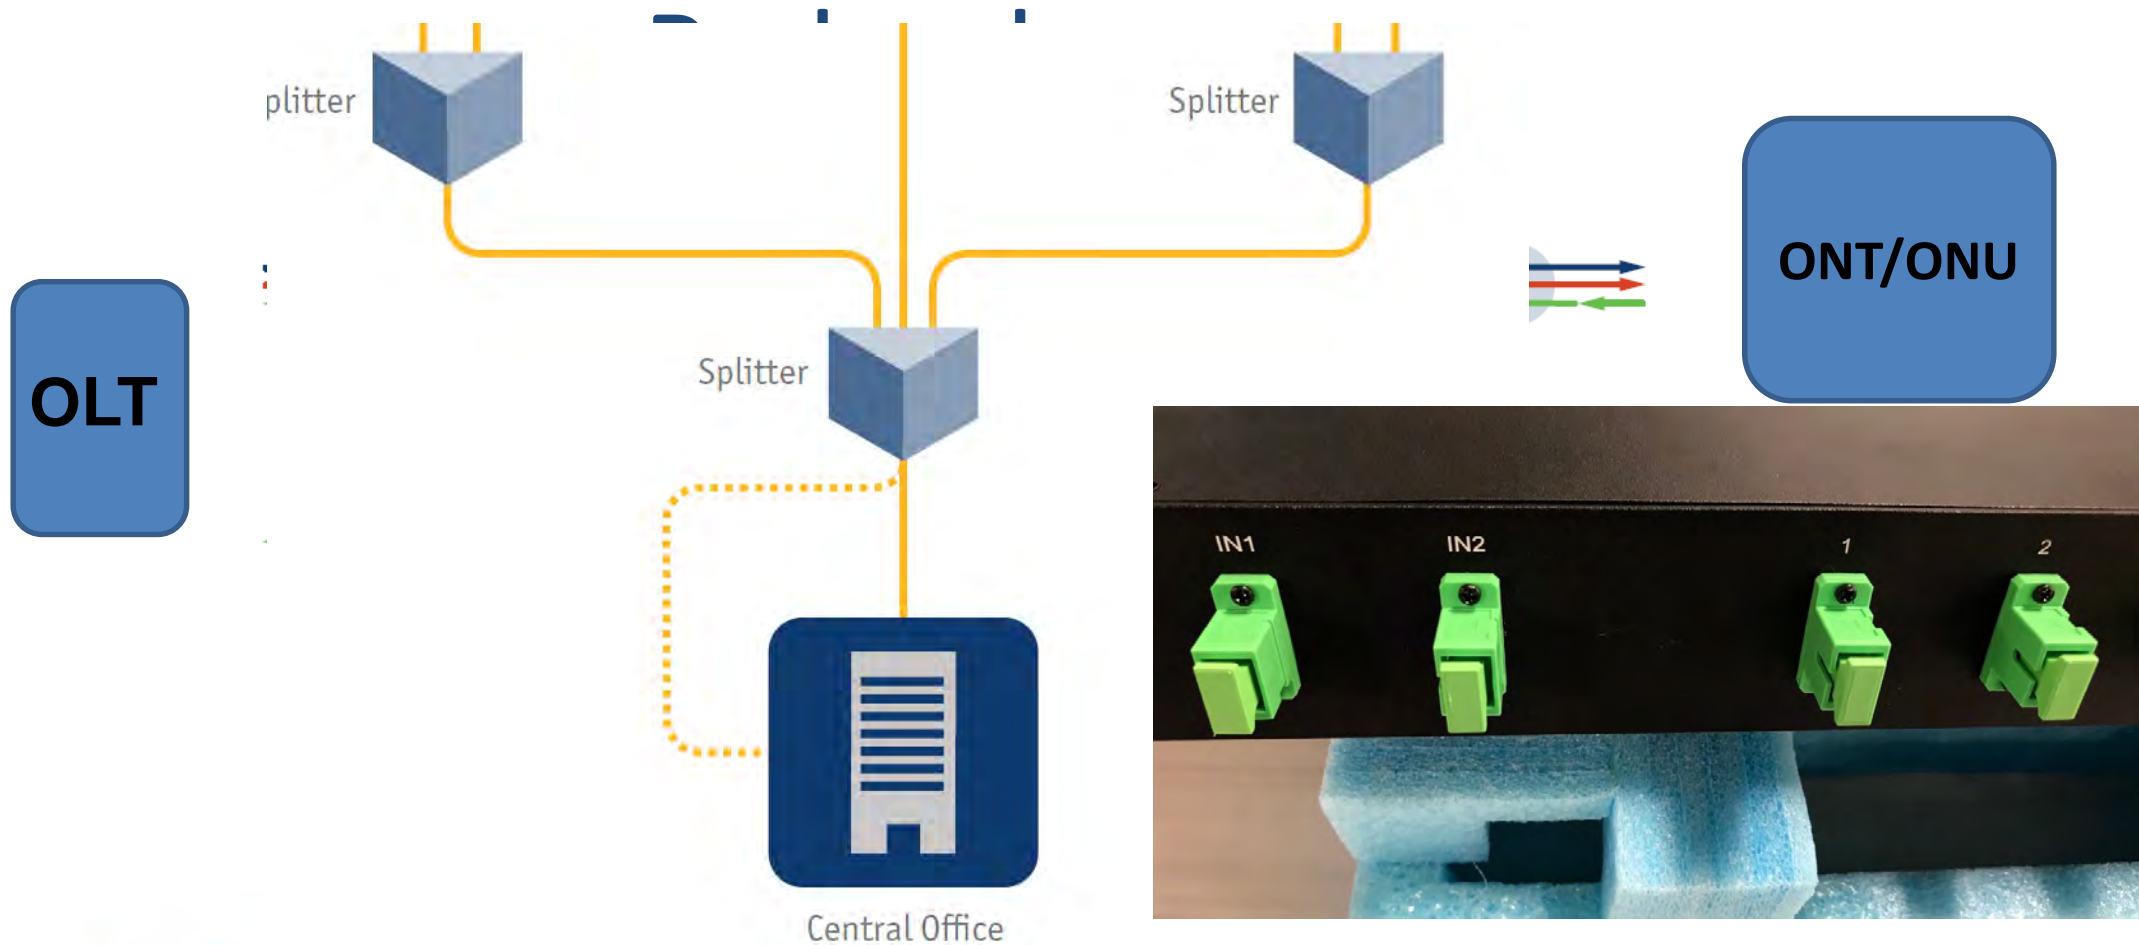 plitter
Splitter
ONT/ONU
OLT
Splitter
IN1
IN2
1
2
Central Office